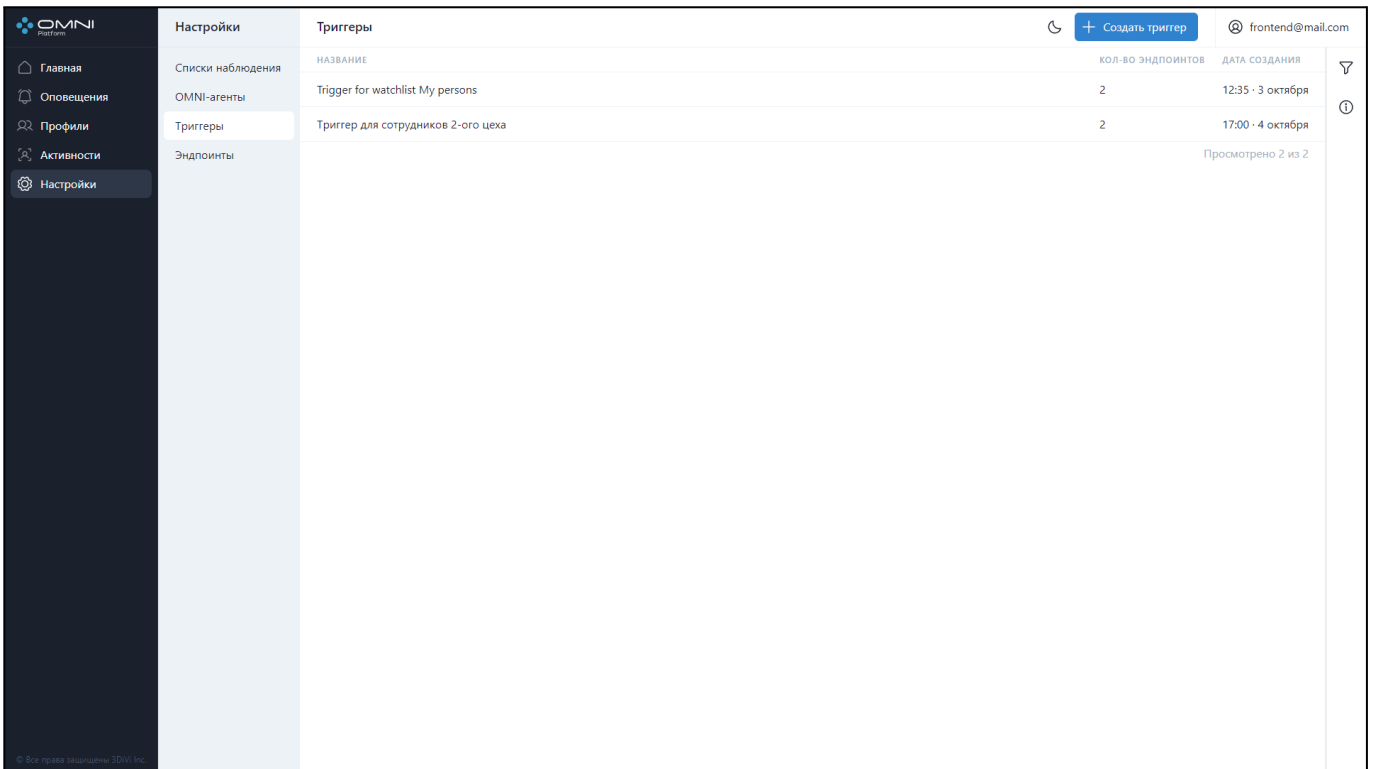 OMNI
Platform
Настройки
Триггеры
Создать триггер
frontend@mail.com
Главная
Оповещения
Профили
Активности
Настройки
Списки наблюдения
OMNI-агенты
Триггеры
Эндпоинты
НАЗВАНИЕ КОЛ-ВО ЭНДПОИНТОВ ДАТА СОЗДАНИЯ
Trigger for watchlist My persons 2 12:35 · 3 октября
Триггер для сотрудников 2-ого цеха 2 17:00 · 4 октября
Просмотрено 2 из 2
© Все права защищены 3DiVi Inc.